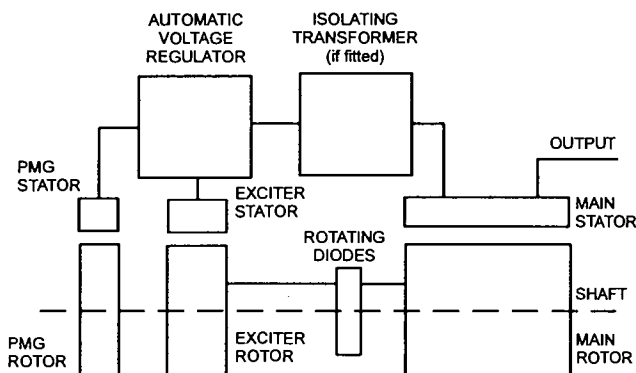 AUTOMATIC
VOLTAGE
REGULATOR
ISOLATING
TRANSFORMER
(if fitted)
PMG
STATOR
EXCITER
STATOR
OUTPUT
MAIN
STATOR
ROTATING
DIODES
SHAFT
PMG
ROTOR
EXCITER
ROTOR
MAIN
ROTOR